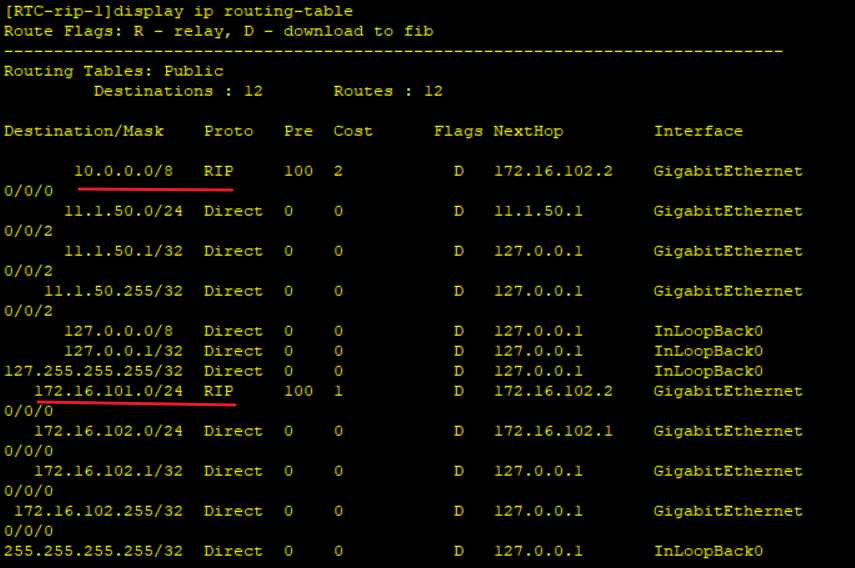 [RTC-rip-1]display ip routing-table
Route Flags: R - relay, D - download to fib
------------------------------------------------------------------------------
Routing Tables: Public
         Destinations : 12       Routes : 12

Destination/Mask    Proto   Pre  Cost      Flags NextHop         Interface

       10.0.0.0/8  RIP     100  2           D   172.16.102.2    GigabitEthernet
0/0/0
      11.1.50.0/24  Direct  0    0           D   11.1.50.1       GigabitEthernet
0/0/2
      11.1.50.1/32  Direct  0    0           D   127.0.0.1       GigabitEthernet
0/0/2
    11.1.50.255/32  Direct  0    0           D   127.0.0.1       GigabitEthernet
0/0/2
      127.0.0.0/8   Direct  0    0           D   127.0.0.1       InLoopBack0
      127.0.0.1/32  Direct  0    0           D   127.0.0.1       InLoopBack0
127.255.255.255/32  Direct  0    0           D   127.0.0.1       InLoopBack0
   172.16.101.0/24  RIP     100  1           D   172.16.102.2    GigabitEthernet
0/0/0
   172.16.102.0/24  Direct  0    0           D   172.16.102.1    GigabitEthernet
0/0/0
   172.16.102.1/32  Direct  0    0           D   127.0.0.1       GigabitEthernet
0/0/0
 172.16.102.255/32  Direct  0    0           D   127.0.0.1       GigabitEthernet
0/0/0
255.255.255.255/32  Direct  0    0           D   127.0.0.1       InLoopBack0